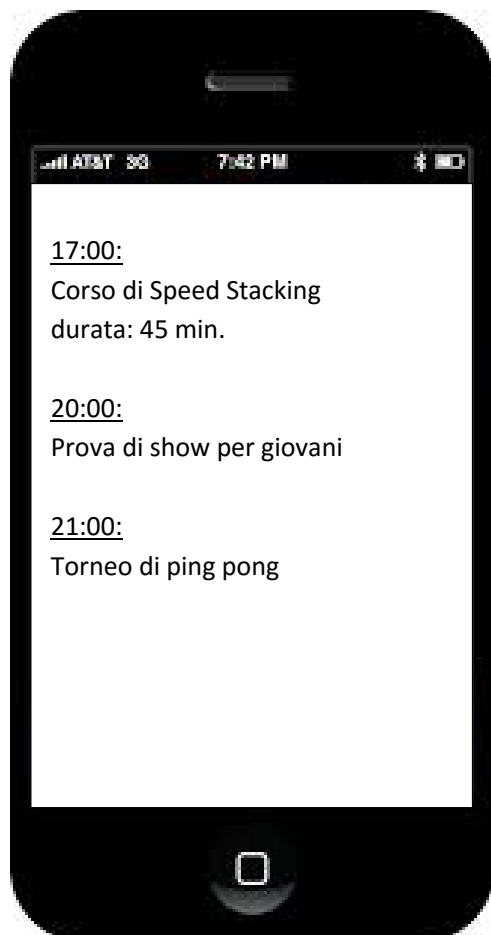 AT&T 3G 7:42 PM
17:00:
Corso di Speed Stacking
durata: 45 min.
20:00:
Prova di show per giovani
21:00:
Torneo di ping pong